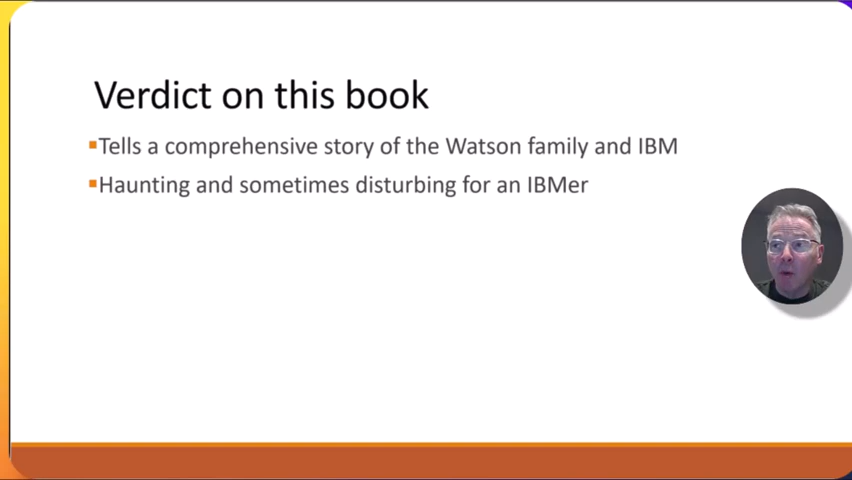 Verdict on this book
▪Tells a comprehensive story of the Watson family and IBM
▪Haunting and sometimes disturbing for an IBMer